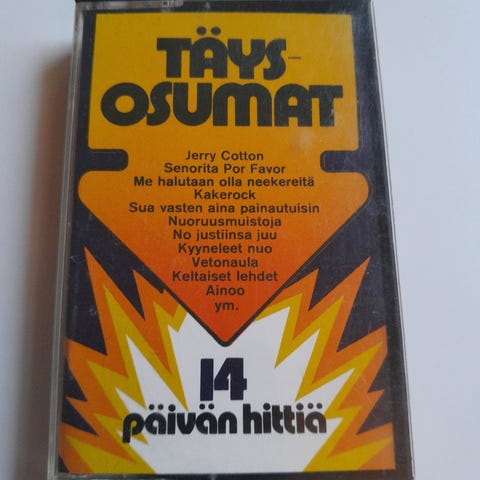 TÄYS-
OSUMAT
Jerry Cotton
Senorita Por Favor
Me halutaan olla neekereitä
Kakerock
Sua vasten aina painautuisin
Nuoruusmuistoja
No justiinsa juu
Kyyneleet nuo
Vetonaula
Keltaiset lehdet
Ainoo
ym.
14
päivän hittiä